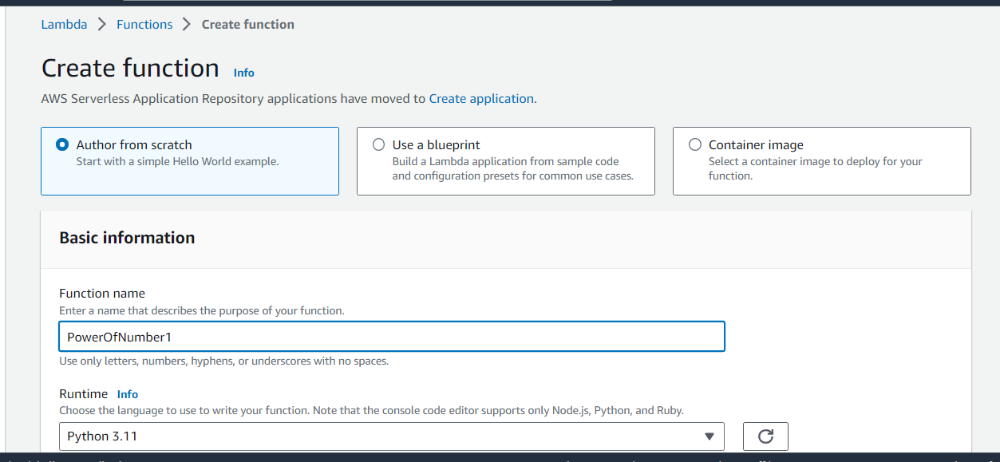 Lambda > Functions > Create function
Create function Info
AWS Serverless Application Repository applications have moved to Create application.
Author from scratch
Start with a simple Hello World example.
Use a blueprint
Build a Lambda application from sample code
and configuration presets for common use cases.
Container image
Select a container image to deploy for your
function.
Basic information
Function name
Enter a name that describes the purpose of your function.
PowerOfNumber1
Use only letters, numbers, hyphens, or underscores with no spaces.
Runtime Info
Choose the language to use to write your function. Note that the console code editor supports only Node.js, Python, and Ruby.
Python 3.11